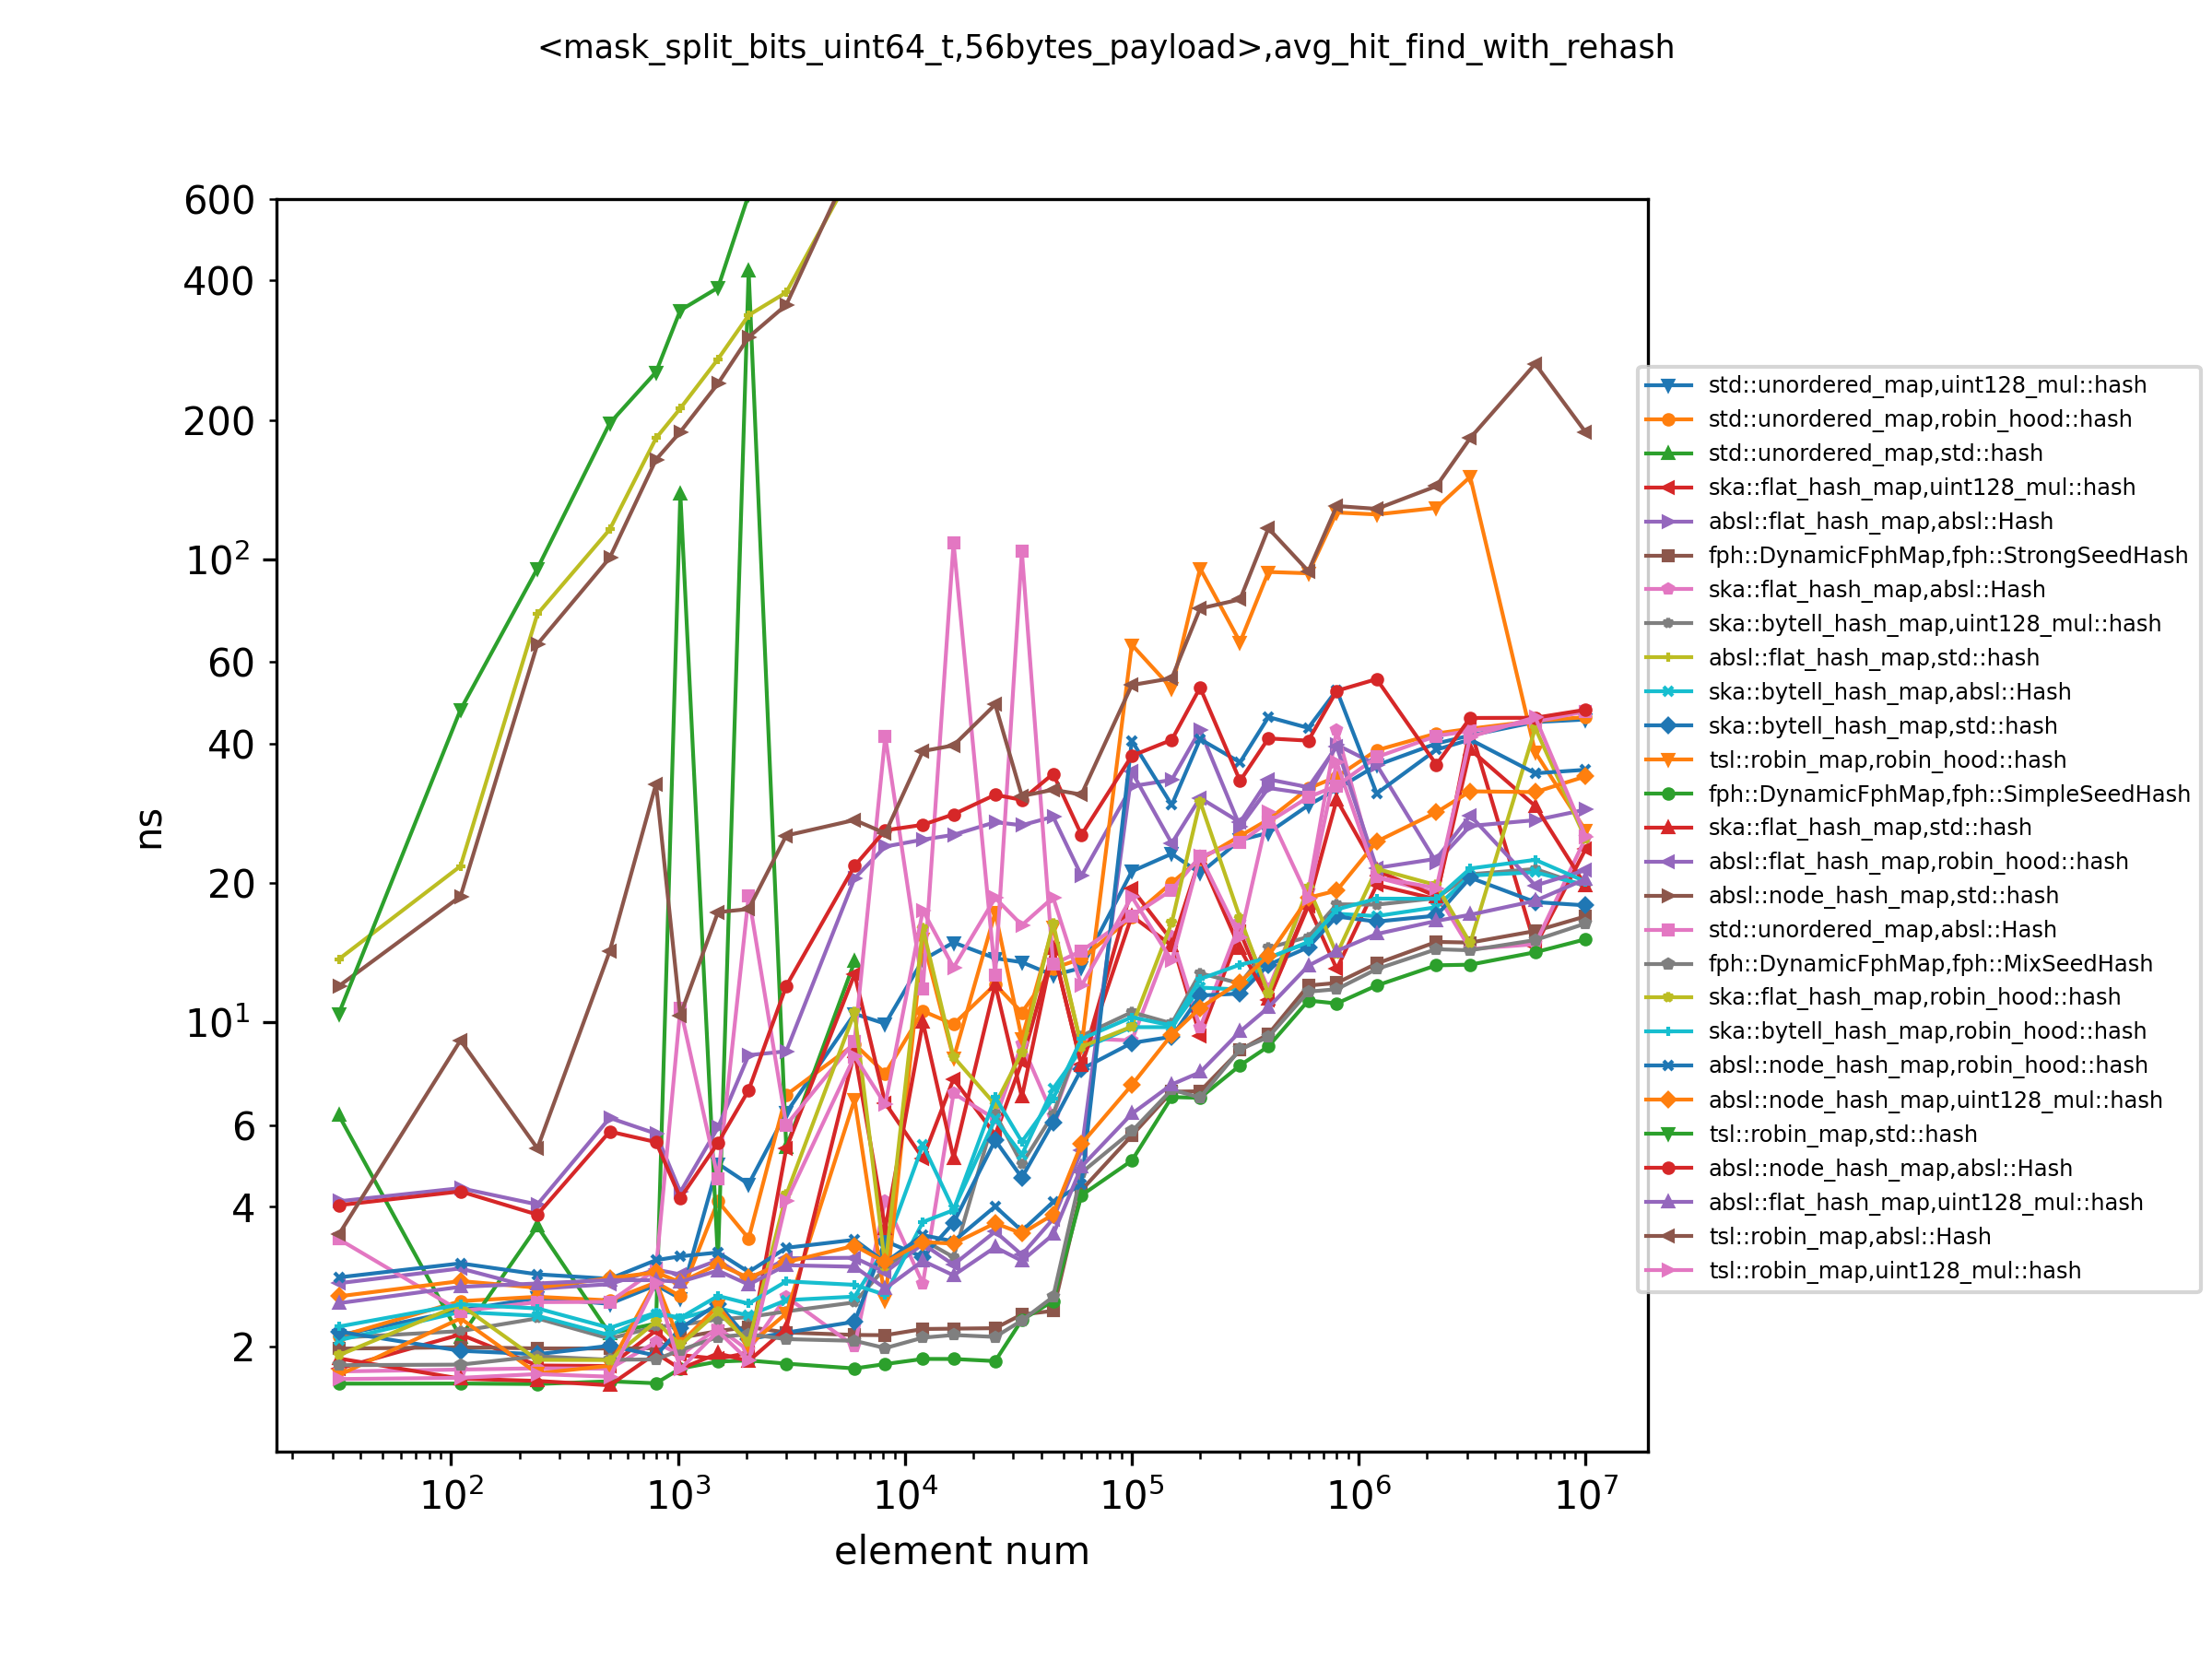 <mask_split_bits_uint64_t,56bytes_payload>,avg_hit_find_with_rehash
600
400
200
10²
60
40
20
10¹
6
4
2
ns
10² 10³ 10⁴ 10⁵ 10⁶ 10⁷
element num
std::unordered_map,uint128_mul::hash
std::unordered_map,robin_hood::hash
std::unordered_map,std::hash
ska::flat_hash_map,uint128_mul::hash
absl::flat_hash_map,absl::Hash
fph::DynamicFphMap,fph::StrongSeedHash
ska::flat_hash_map,absl::Hash
ska::bytell_hash_map,uint128_mul::hash
absl::flat_hash_map,std::hash
ska::bytell_hash_map,absl::Hash
ska::bytell_hash_map,std::hash
tsl::robin_map,robin_hood::hash
fph::DynamicFphMap,fph::SimpleSeedHash
ska::flat_hash_map,std::hash
absl::flat_hash_map,robin_hood::hash
absl::node_hash_map,std::hash
std::unordered_map,absl::Hash
fph::DynamicFphMap,fph::MixSeedHash
ska::flat_hash_map,robin_hood::hash
ska::bytell_hash_map,robin_hood::hash
absl::node_hash_map,robin_hood::hash
absl::node_hash_map,uint128_mul::hash
tsl::robin_map,std::hash
absl::node_hash_map,absl::Hash
absl::flat_hash_map,uint128_mul::hash
tsl::robin_map,absl::Hash
tsl::robin_map,uint128_mul::hash